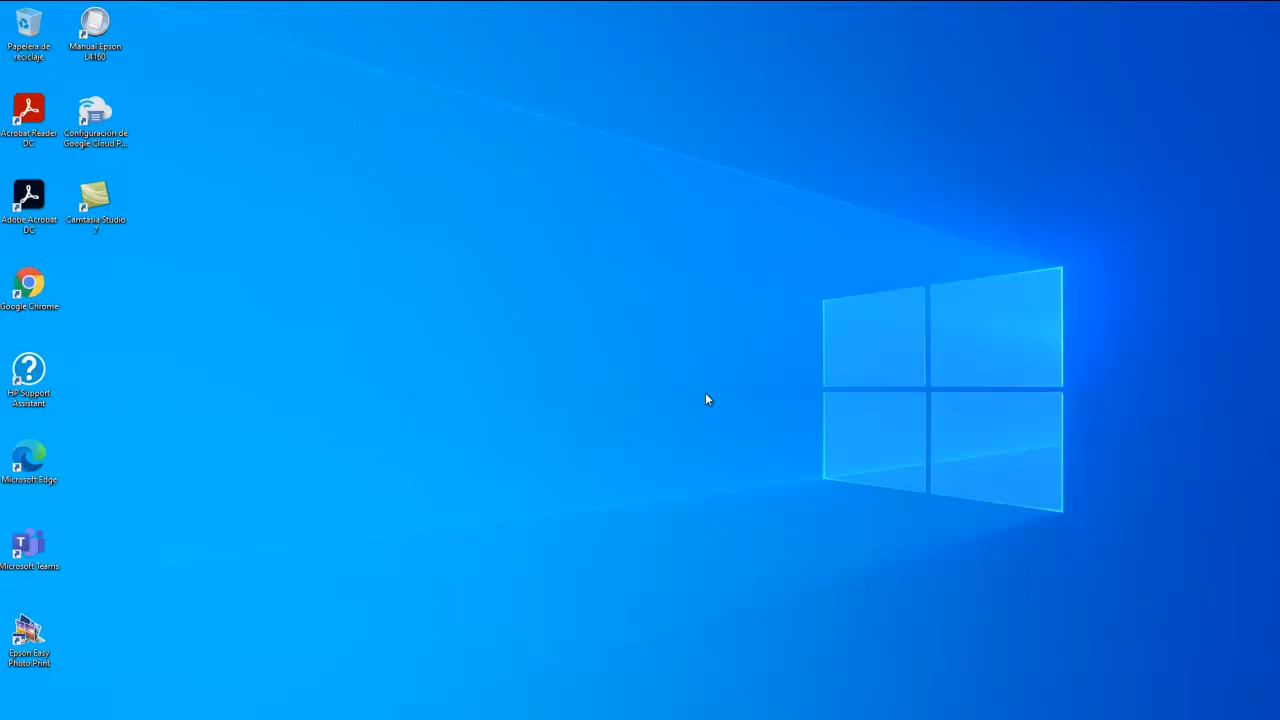 Papelera de
reciclaje
Manual Epson
L4160
Acrobat Reader
DC
Configuración de
Google Cloud P...
Adobe Acrobat
DC
Camtasia Studio
7
Google Chrome
HP Support
Assistant
Microsoft Edge
Microsoft Teams
Epson Easy
Photo Print